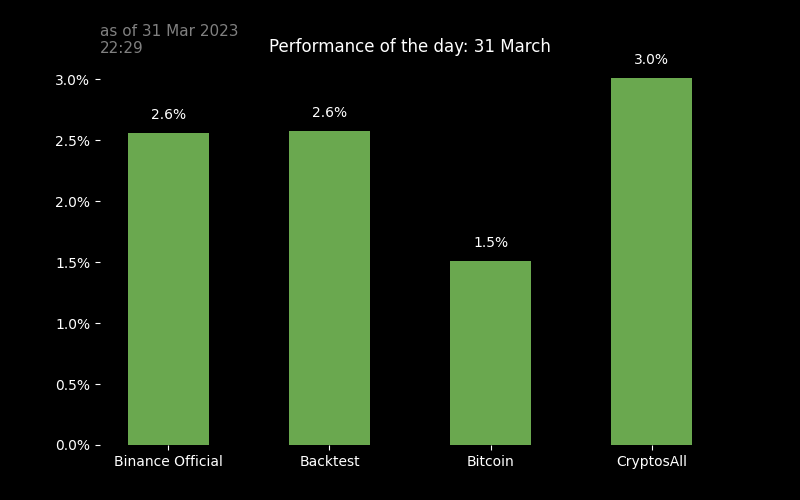 as of 31 Mar 2023
22:29
Performance of the day: 31 March
3.0%
2.5%
2.0%
1.5%
1.0%
0.5%
0.0%
2.6%
2.6%
1.5%
3.0%
Binance Official
Backtest
Bitcoin
CryptosAll